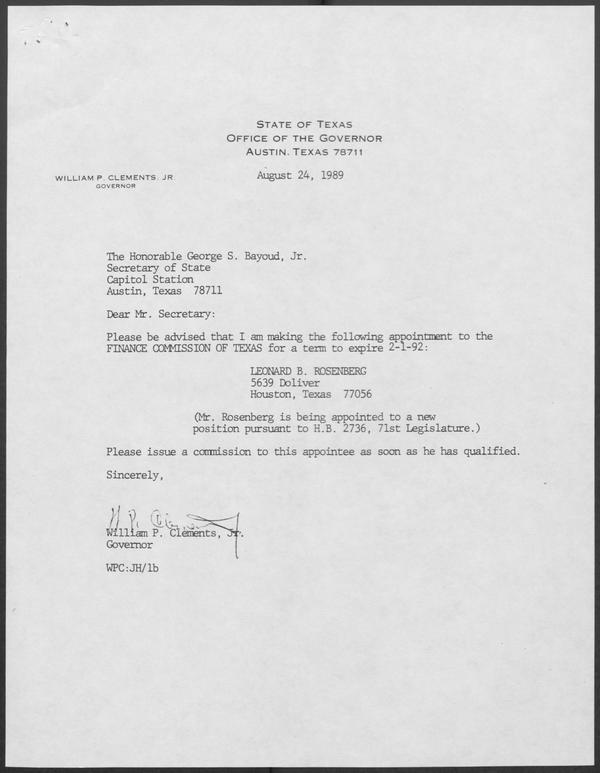 STATE OF TEXAS
OFFICE OF THE GOVERNOR
AUSTIN, TEXAS 78711
WILLIAM P. CLEMENTS, JR.
GOVERNOR
August 24, 1989
The Honorable George S. Bayoud, Jr.
Secretary of State
Capitol Station
Austin, Texas 78711
Dear Mr. Secretary:
Please be advised that I am making the following appointment to the
FINANCE COMMISSION OF TEXAS for a term to expire 2-1-92:
LEONARD B. ROSENBERG
5639 Doliver
Houston, Texas 77056
(Mr. Rosenberg is being appointed to a new
position pursuant to H.B. 2736, 71st Legislature.)
Please issue a commission to this appointee as soon as he has qualified.
Sincerely,
W. P. Clements
William P. Clements, Jr.
Governor
WPC:JH/lb